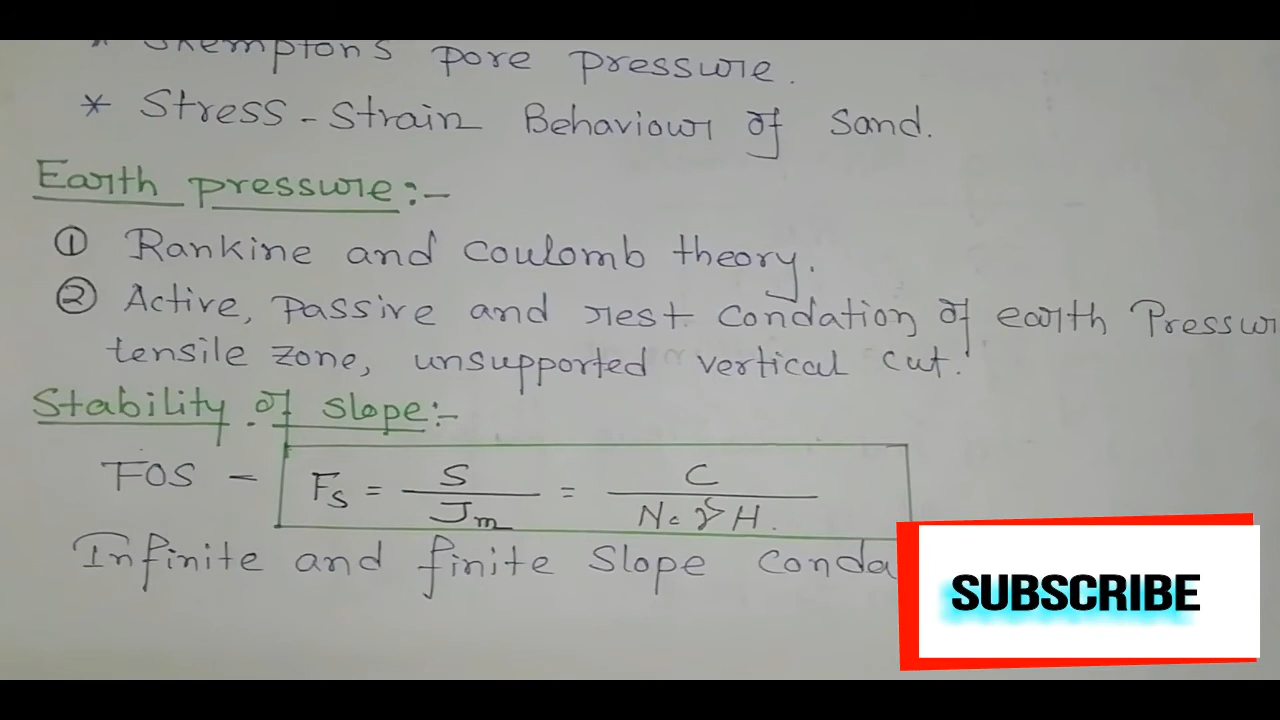 * Skemptons pore pressure.
* Stress-Strain Behaviour of sand.
Earth pressure:-
① Rankine and coulomb theory.
② Active, passive and rest condation of earth Pressur
tensile zone, unsupported vertical cut.
Stability of slope:-
FOS - Fs = S / Jm = C / Nc γ H.
Infinite and finite slope conda
SUBSCRIBE